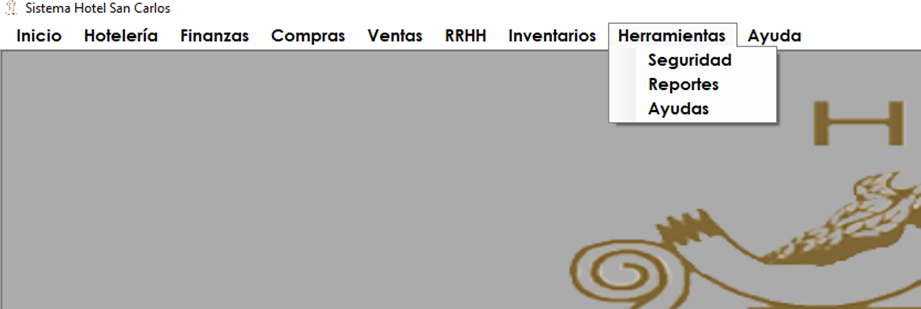 Sistema Hotel San Carlos
Inicio Hotelería Finanzas Compras Ventas RRHH Inventarios Herramientas Ayuda
Seguridad
Reportes
Ayudas
H